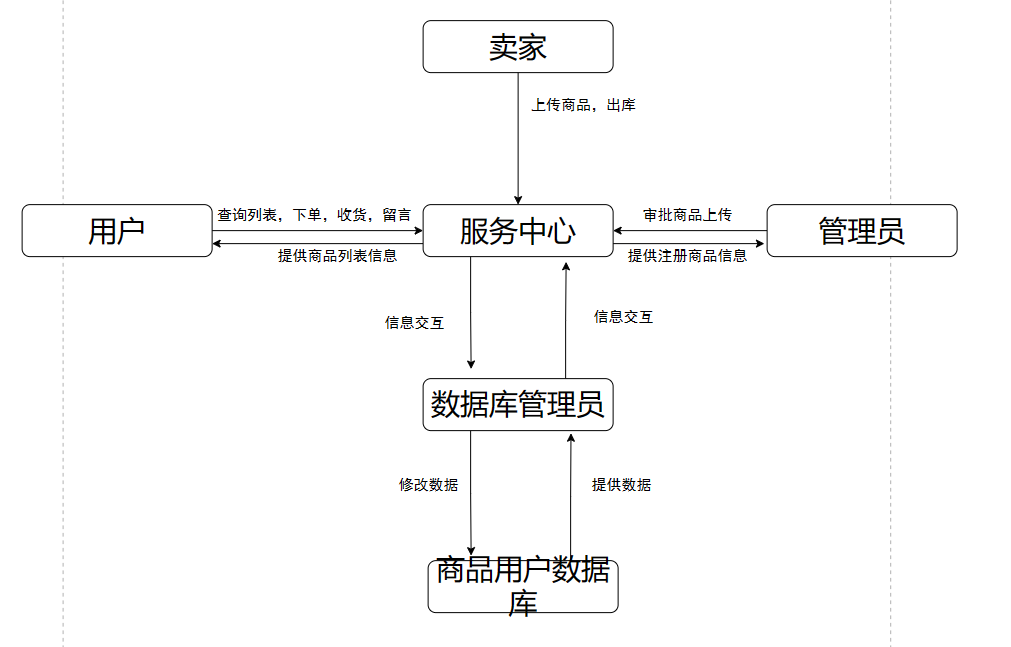 卖家
上传商品，出库
查询列表，下单，收货，留言
审批商品上传
用户
服务中心
管理员
提供商品列表信息
提供注册商品信息
信息交互
信息交互
数据库管理员
修改数据
提供数据
商品用户数据
库